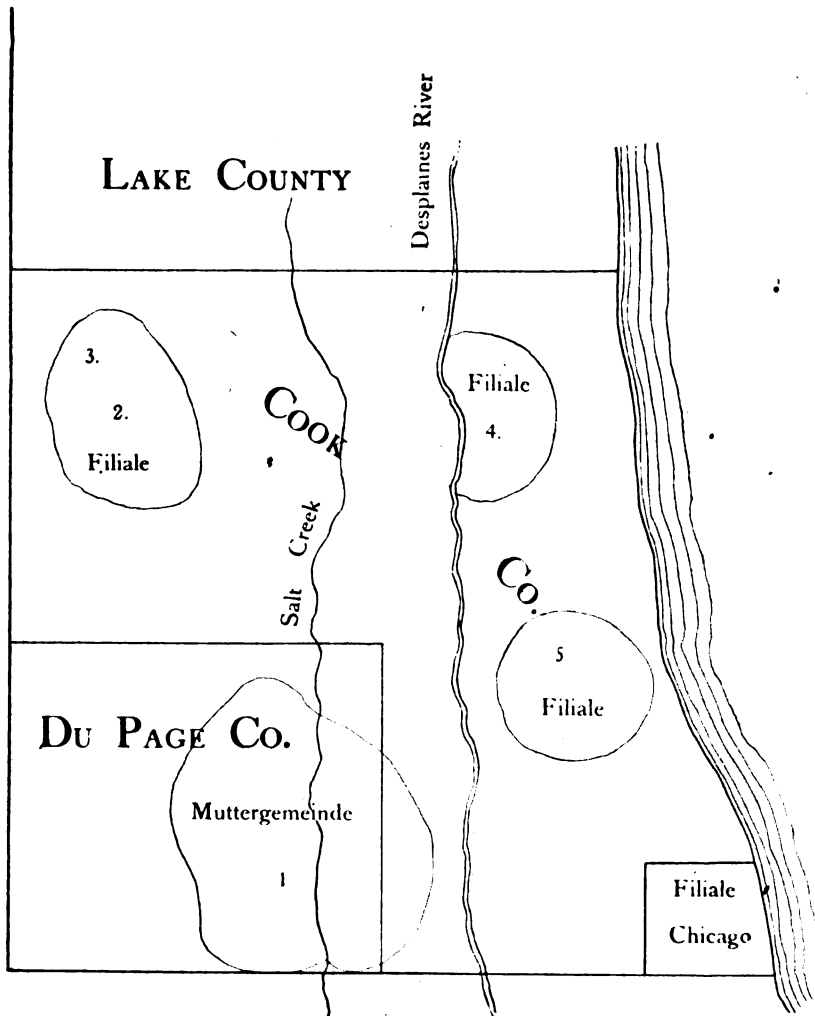 Desplaines River
LAKE COUNTY
3.
2.
Filiale
COOK
Filiale
4.
Salt Creek
Co.
5
Filiale
DU PAGE CO.
Muttergemeinde
1
Filiale
Chicago